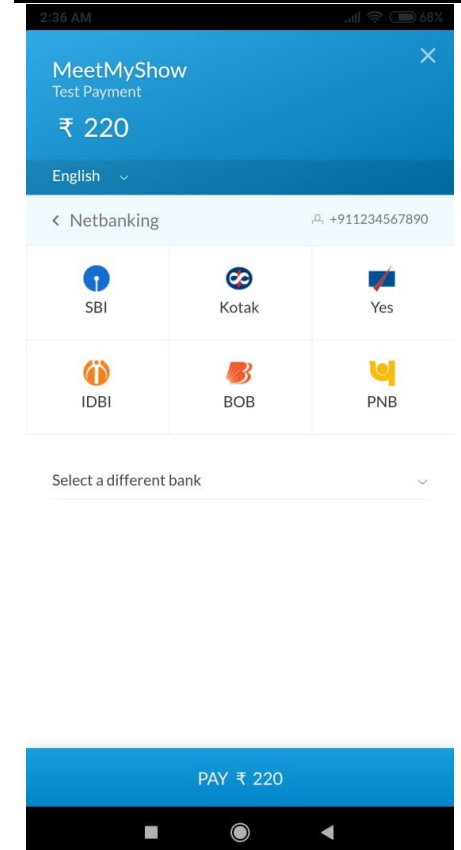 2:36 AM 68%
MeetMyShow
Test Payment
₹ 220
English
Netbanking +911234567890
SBI Kotak Yes
IDBI BOB PNB
Select a different bank
PAY ₹ 220